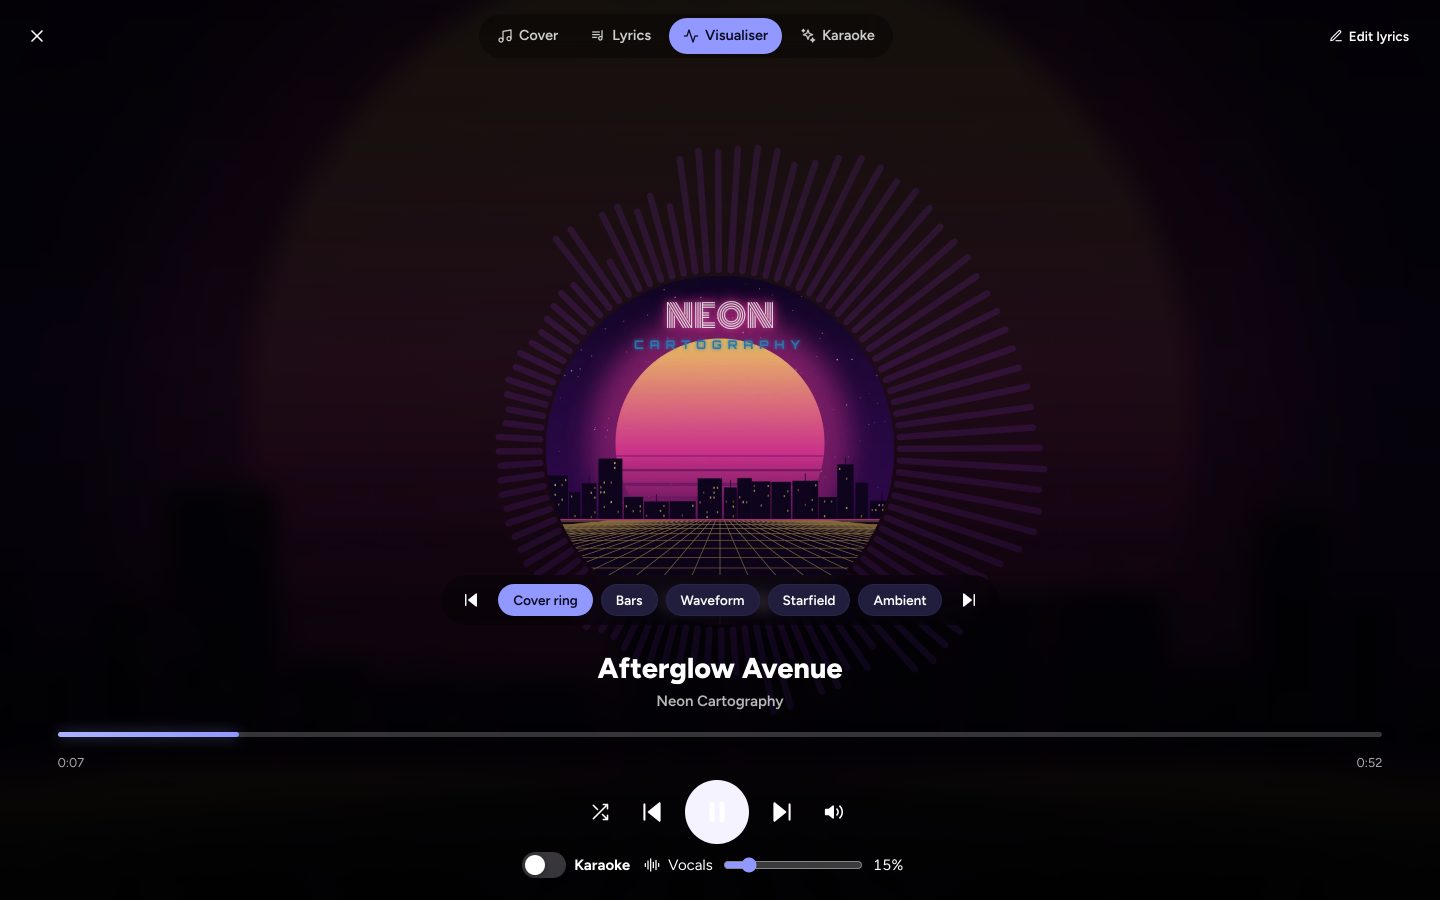 Cover Lyrics Visualiser Karaoke Edit lyrics
NEON
CARTOGRAPHY
Cover ring Bars Waveform Starfield Ambient
Afterglow Avenue
Neon Cartography
0:07 0:52
Karaoke Vocals 15%